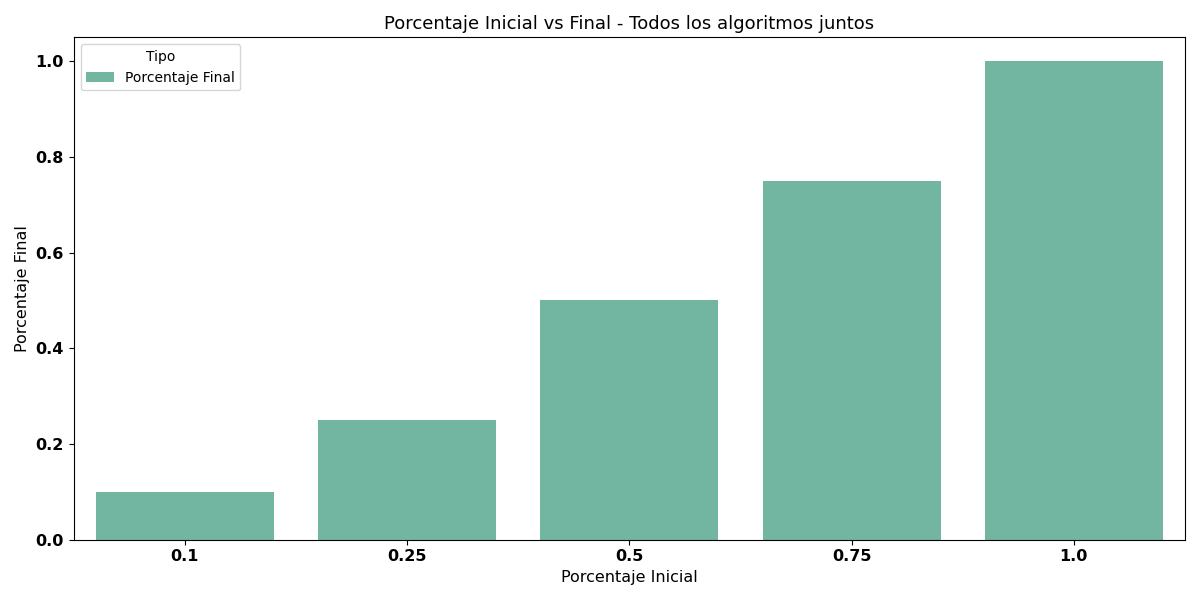 Porcentaje Inicial vs Final - Todos los algoritmos juntos
Tipo
Porcentaje Final
Porcentaje Final
1.0
0.8
0.6
0.4
0.2
0.0
0.1 0.25 0.5 0.75 1.0
Porcentaje Inicial